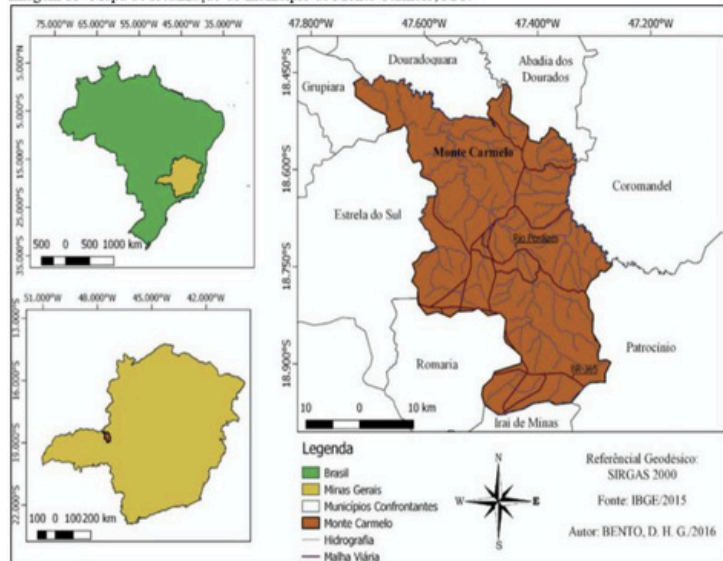 75.000°W 65.000°W 55.000°W 45.000°W 35.000°W
5.000°N
5.000°S
15.000°S
25.000°S
35.000°S
500 0 500 1000 km
51.000°W 48.000°W 45.000°W 42.000°W
13.000°S
16.000°S
19.000°S
22.000°S
100 0 100 200 km
47.800°W 47.600°W 47.400°W 47.200°W
18.450°S
18.600°S
18.750°S
18.900°S
Douradoquara
Abadia dos
Dourados
Grupiara
Monte Carmelo
Coromandel
Estrela do Sul
Romaria
Patrocínio
BR-365
Iraí de Minas
10 0 10 km
Legenda
Brasil
Minas Gerais
Municípios Confrontantes
Monte Carmelo
Hidrografia
Malha Viária
N
W E
S
Referêncial Geodésico:
SIRGAS 2000
Fonte: IBGE/2015
Autor: BENTO, D. H. G./2016